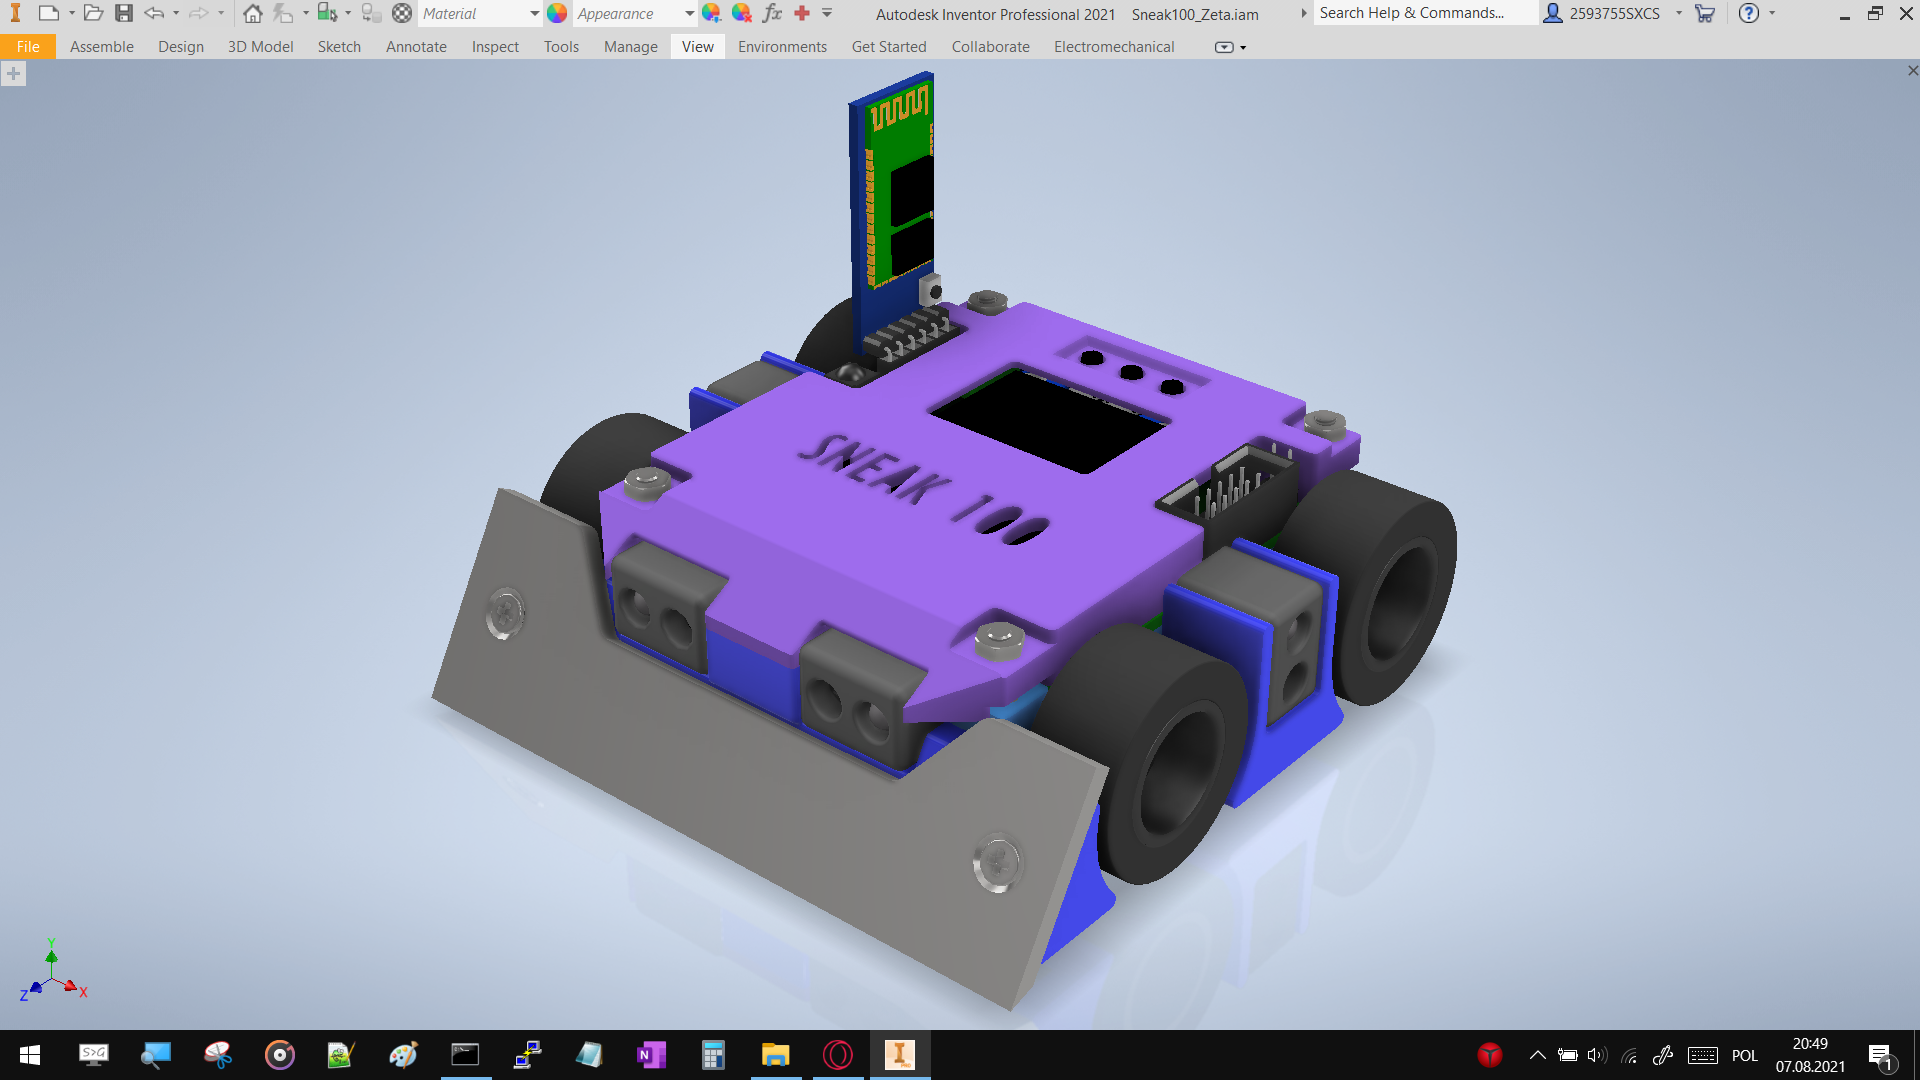 Material
Appearance
fx
Autodesk Inventor Professional 2021 Sneak100_Zeta.iam
Search Help & Commands...
2593755SXCS
?
File Assemble Design 3D Model Sketch Annotate Inspect Tools Manage View Environments Get Started Collaborate Electromechanical
SNEAK 100
Y
Z
X
S>G
N
I
POL
20:49
07.08.2021
1